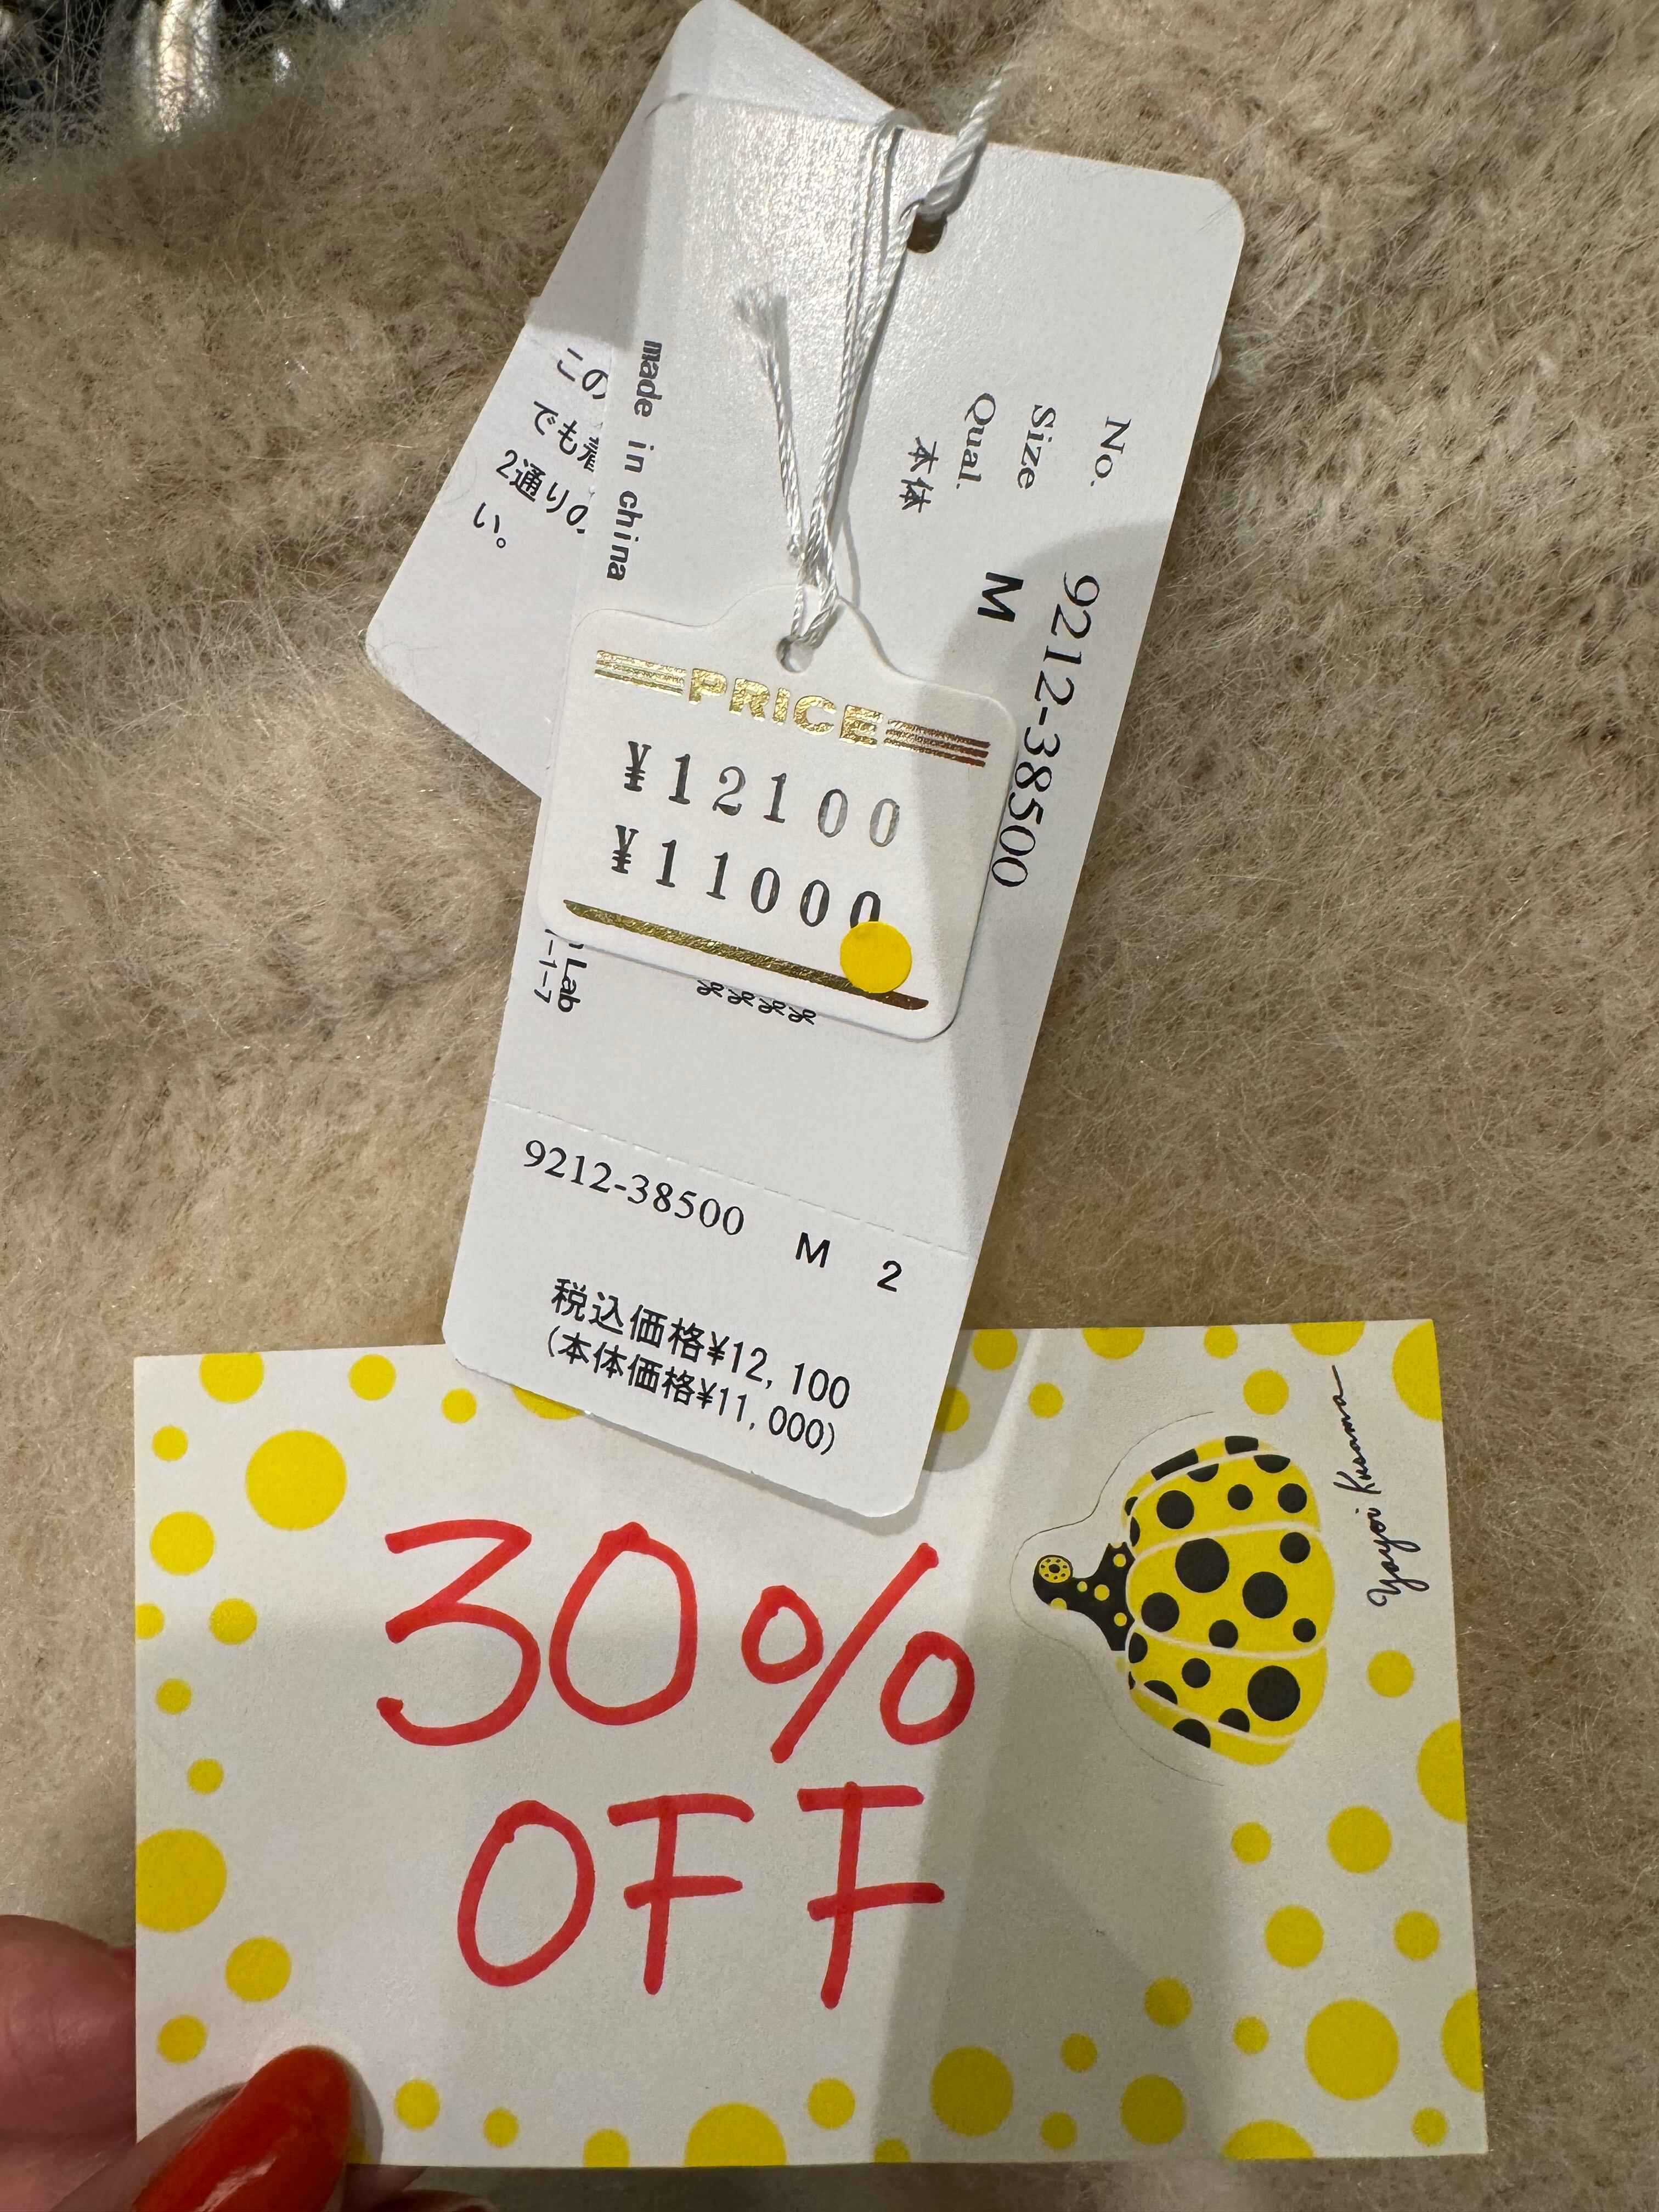 この
でも着
2通りの
い。
made in china
No. 9212-38500
Size M
Qual.
本体
PRICE
¥12100
¥11000
Lab
-1-7
9212-38500 M 2
税込価格¥12,100
(本体価格¥11,000)
30%
OFF
Yayoi Kusama